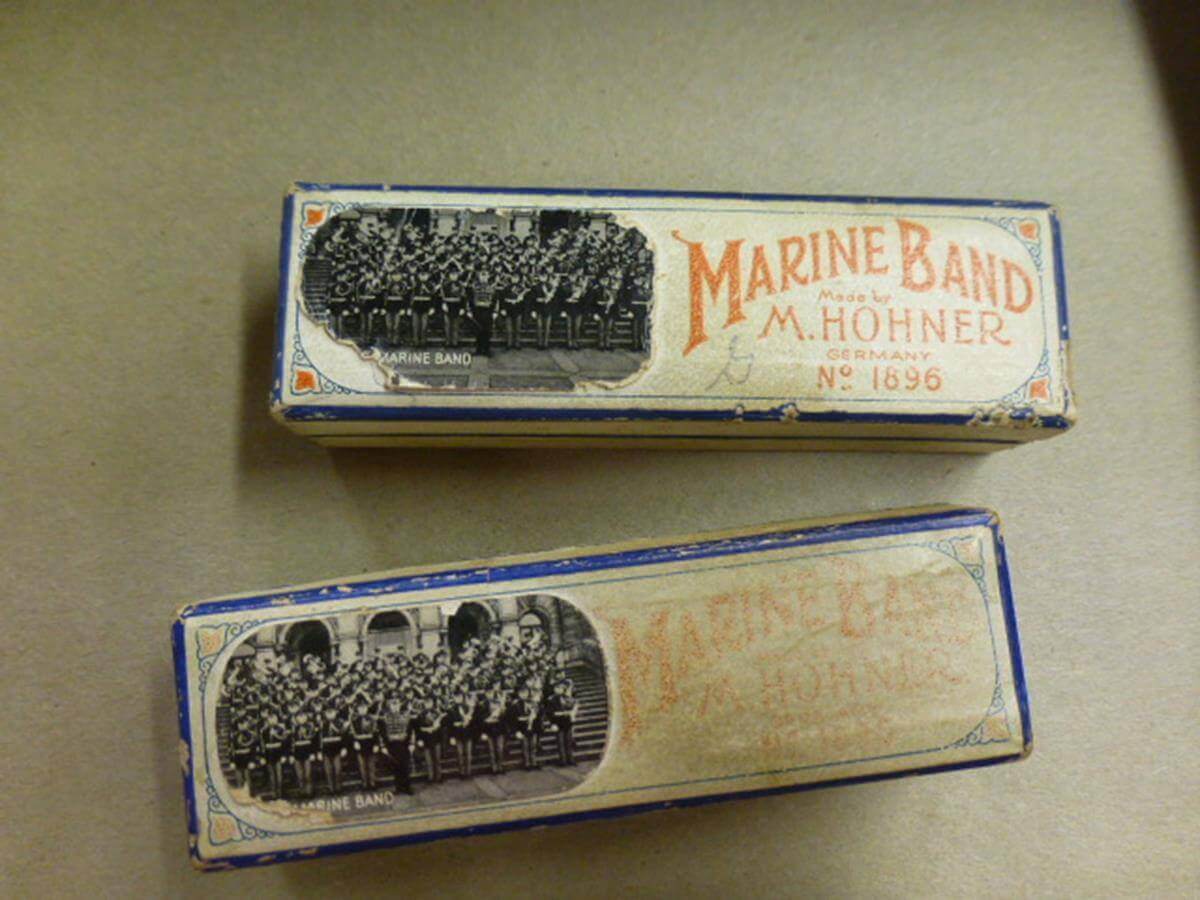 MARINE BAND
Made by
M. HOHNER
GERMANY
Nº 1896
G
MARINE BAND
MARINE BAND
M. HOHNER
MARINE BAND